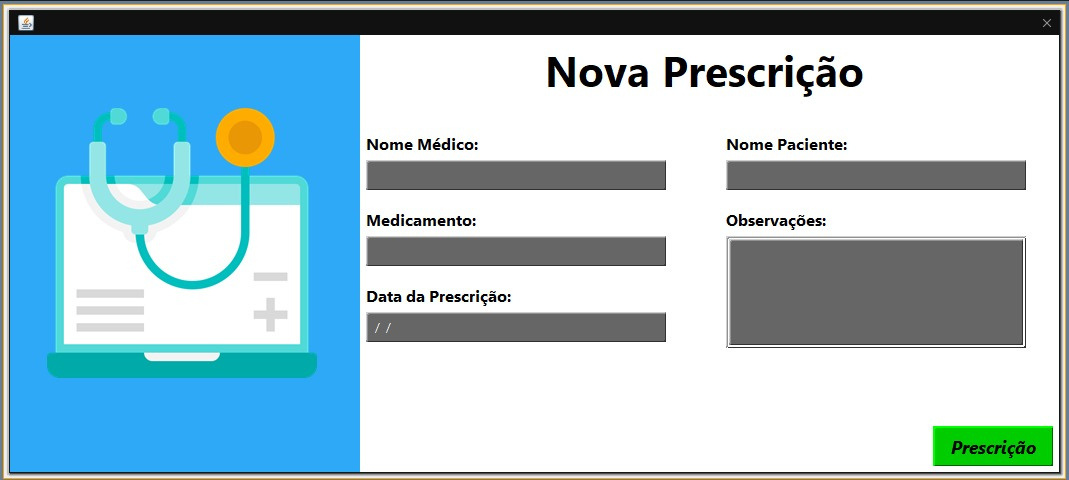 Nova Prescrição
Nome Médico:
Nome Paciente:
Medicamento:
Observações:
Data da Prescrição:
/ /
Prescrição